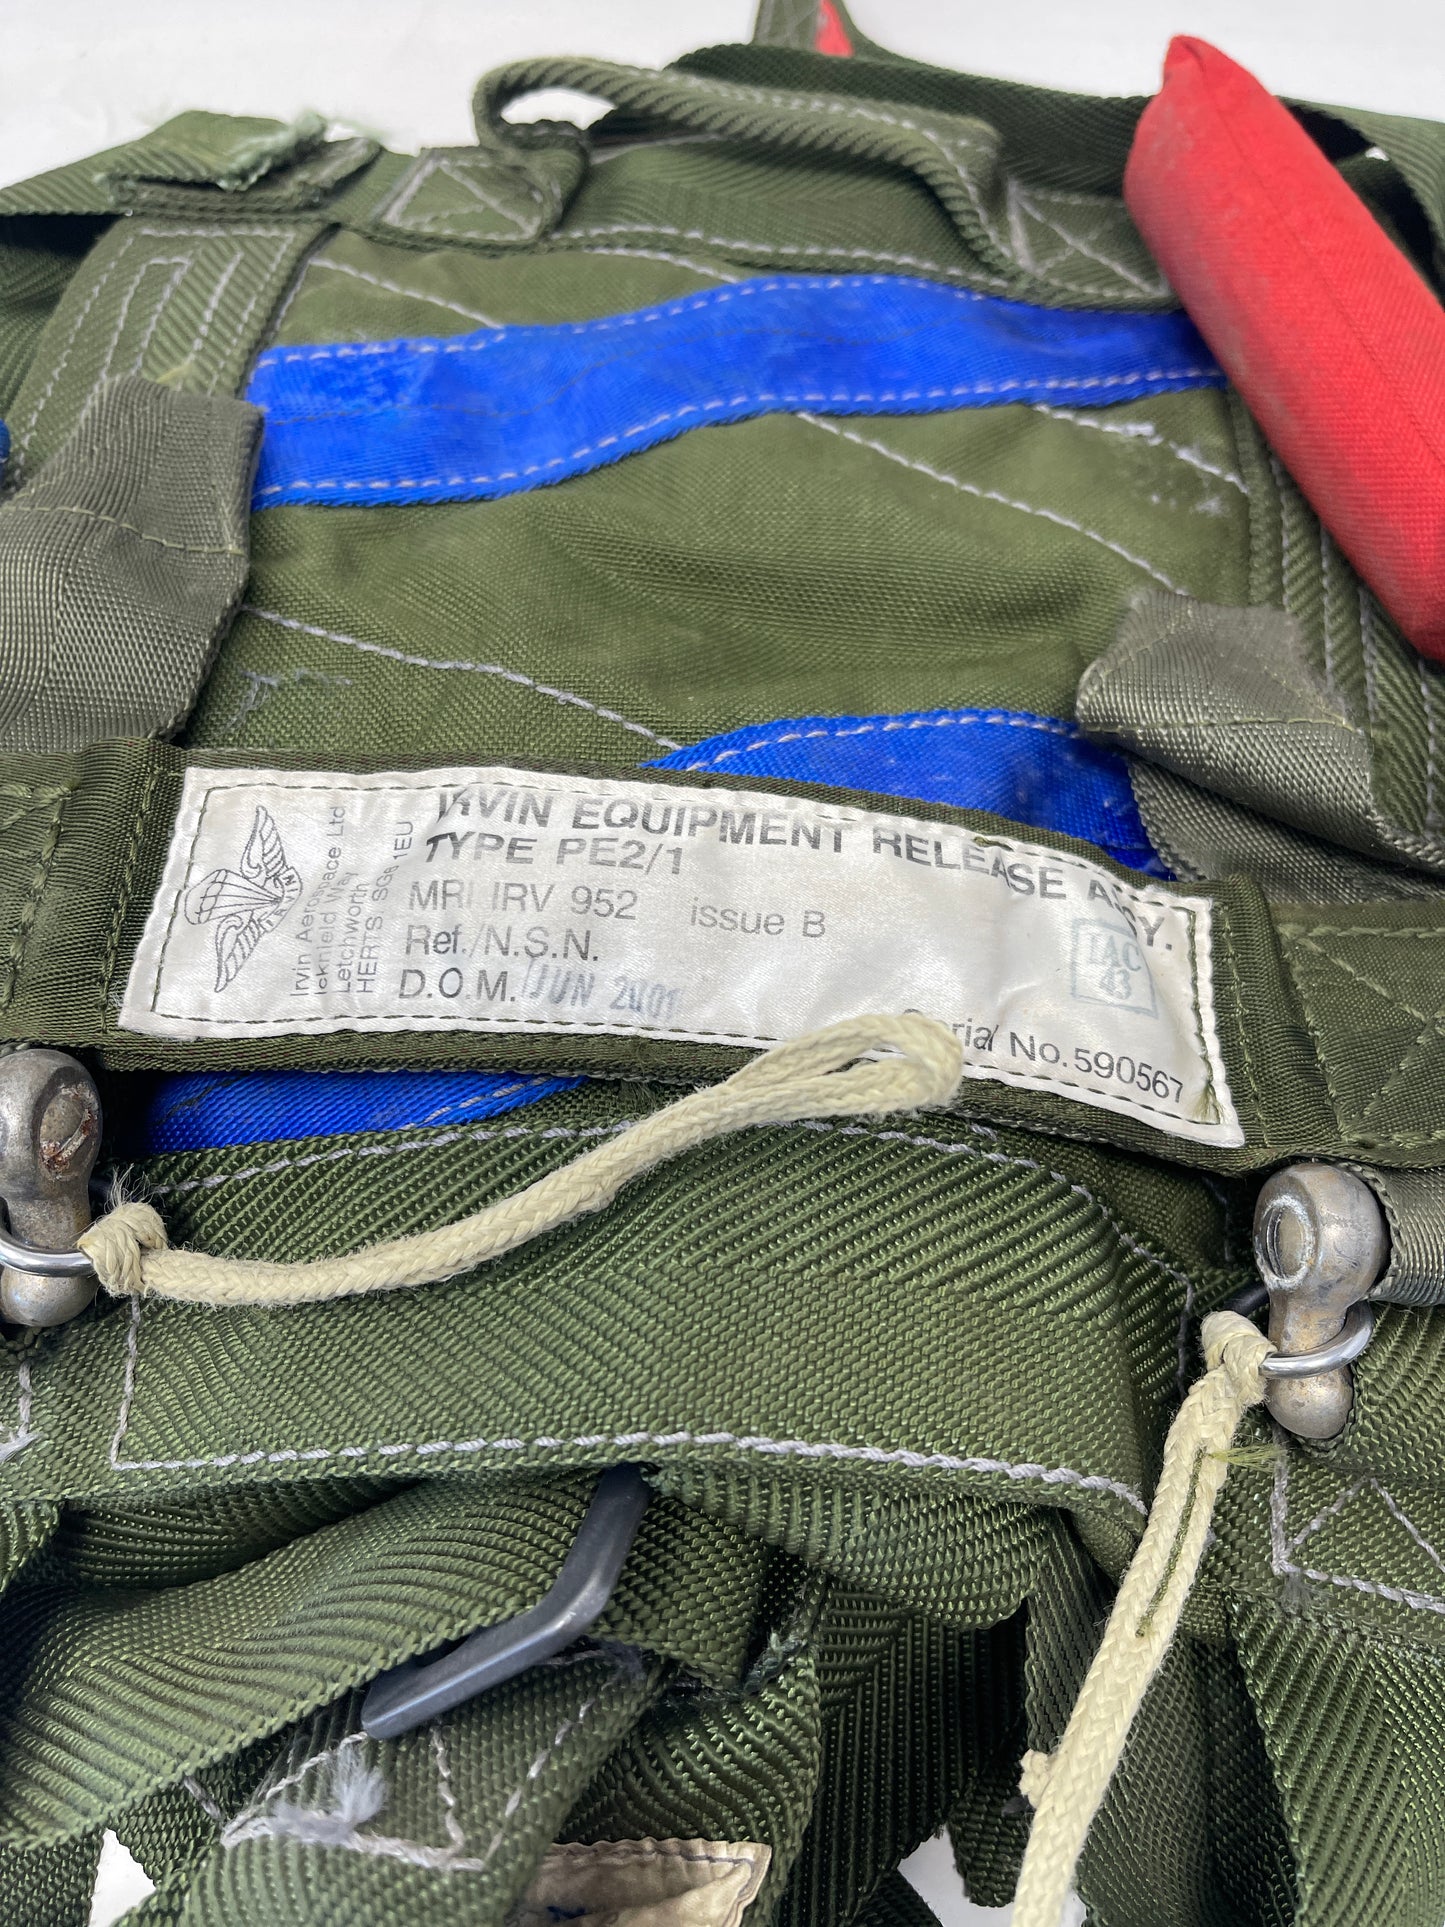 IRVIN
Irvin Aerospace Ltd
Icknield Way
Letchworth
HERTS. SG6 1EU
IRVIN EQUIPMENT RELEASE ASSY.
TYPE PE2/1
MRI IRV 952 issue B
Ref./N.S.N.
D.O.M. JUN 2001
IAC
43
Serial No. 590567